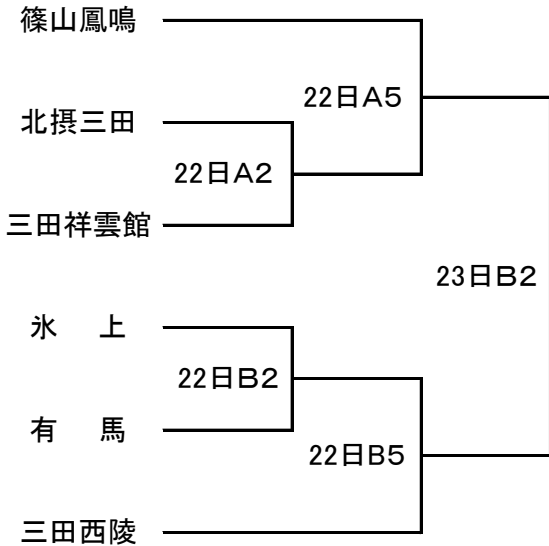 篠山鳳鳴
22日A5
北摂三田
22日A2
三田祥雲館
23日B2
氷 上
22日B2
有 馬
22日B5
三田西陵